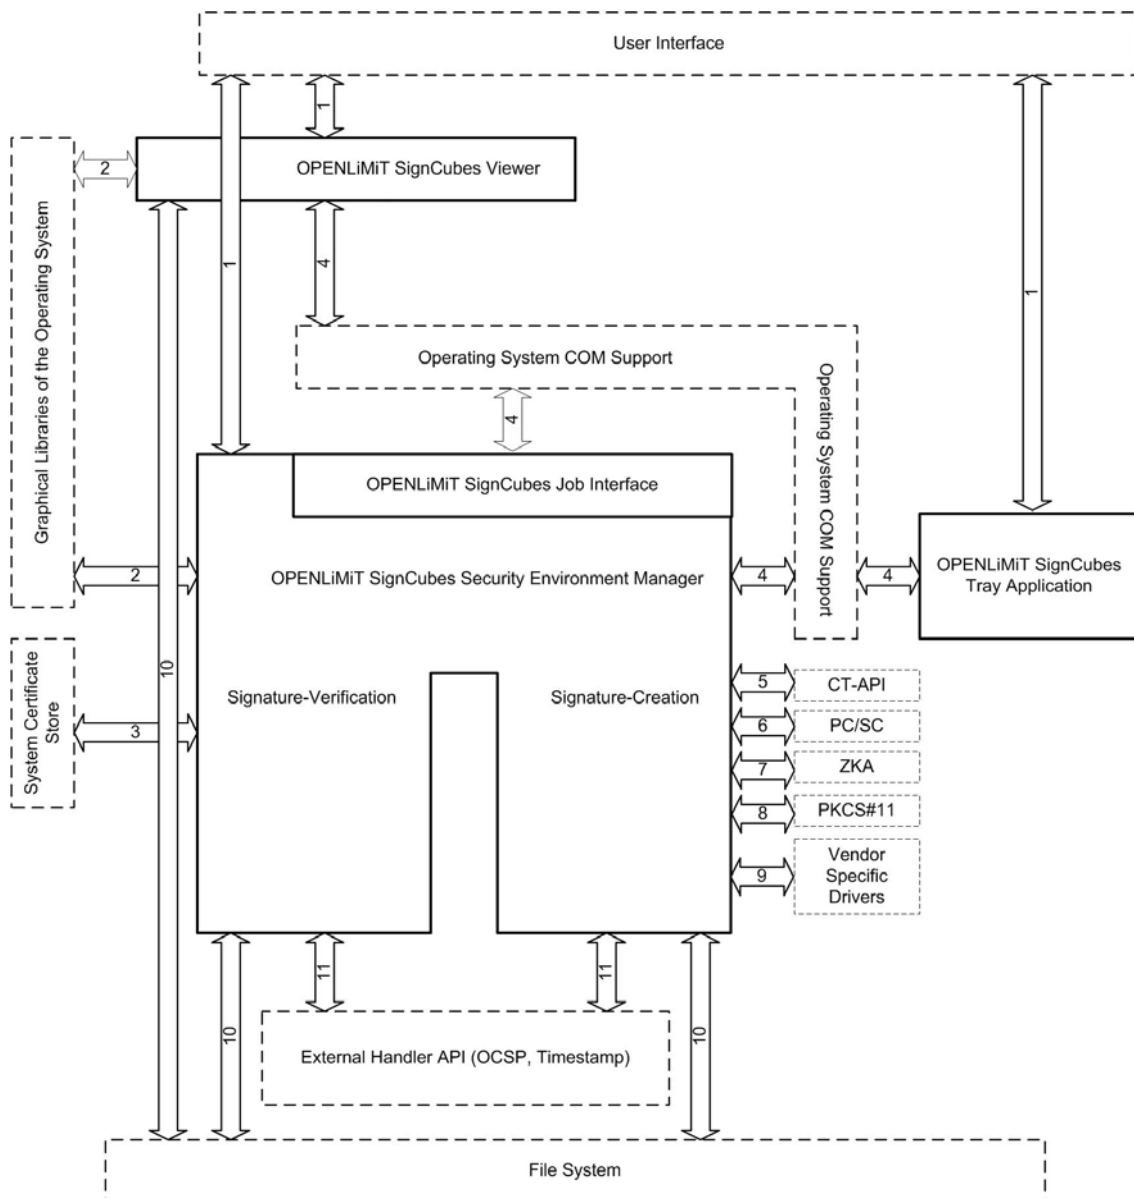 User Interface
1
OPENLiMiT SignCubes Viewer
2
Graphical Libraries of the Operating System
1
4
1
Operating System COM Support
4
Operating System COM Support
OPENLiMiT SignCubes Job Interface
2
OPENLiMiT SignCubes Security Environment Manager
4
4
OPENLiMiT SignCubes
Tray Application
10
System Certificate
Store
3
Signature-Verification
Signature-Creation
5
CT-API
6
PC/SC
7
ZKA
8
PKCS#11
9
Vendor
Specific
Drivers
11
11
10
10
External Handler API (OCSP, Timestamp)
File System